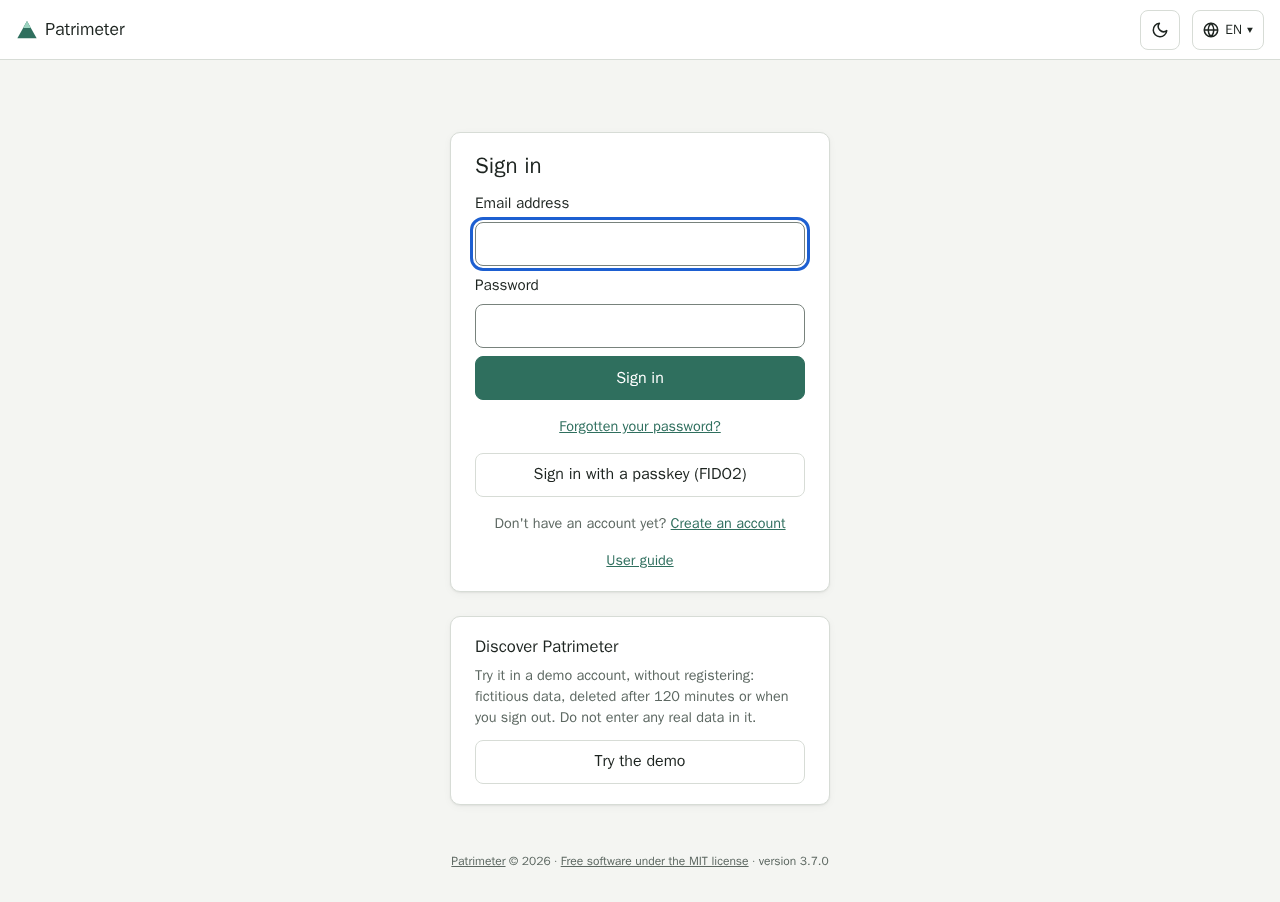 Patrimeter
EN ▾
Sign in
Email address
Password
Sign in
Forgotten your password?
Sign in with a passkey (FIDO2)
Don't have an account yet? Create an account
User guide
Discover Patrimeter
Try it in a demo account, without registering:
fictitious data, deleted after 120 minutes or when
you sign out. Do not enter any real data in it.
Try the demo
Patrimeter © 2026 · Free software under the MIT license · version 3.7.0